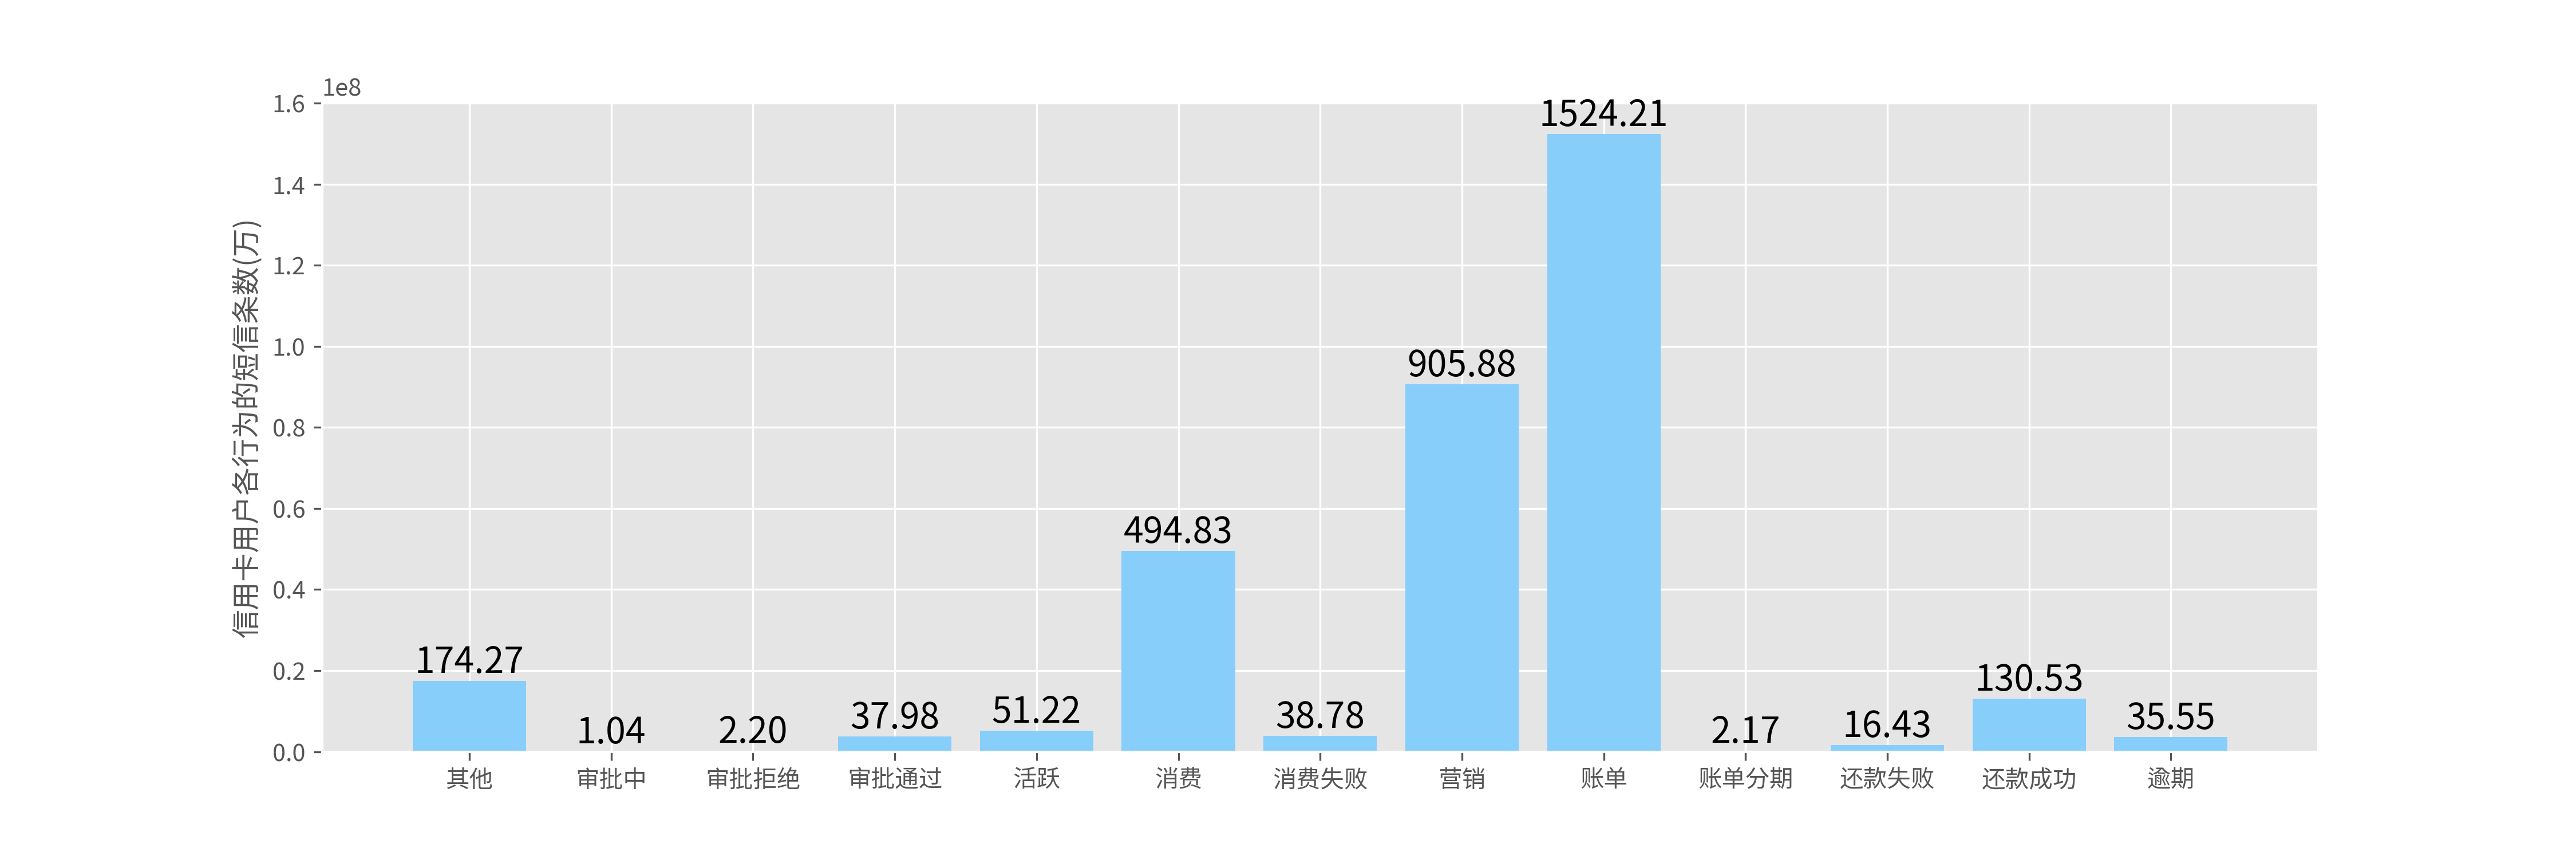 1e8
1.6
1.4
1.2
1.0
0.8
0.6
0.4
0.2
0.0
信用卡用户各行为的短信条数(万)
174.27
1.04
2.20
37.98
51.22
494.83
38.78
905.88
1524.21
2.17
16.43
130.53
35.55
其他
审批中
审批拒绝
审批通过
活跃
消费
消费失败
营销
账单
账单分期
还款失败
还款成功
逾期